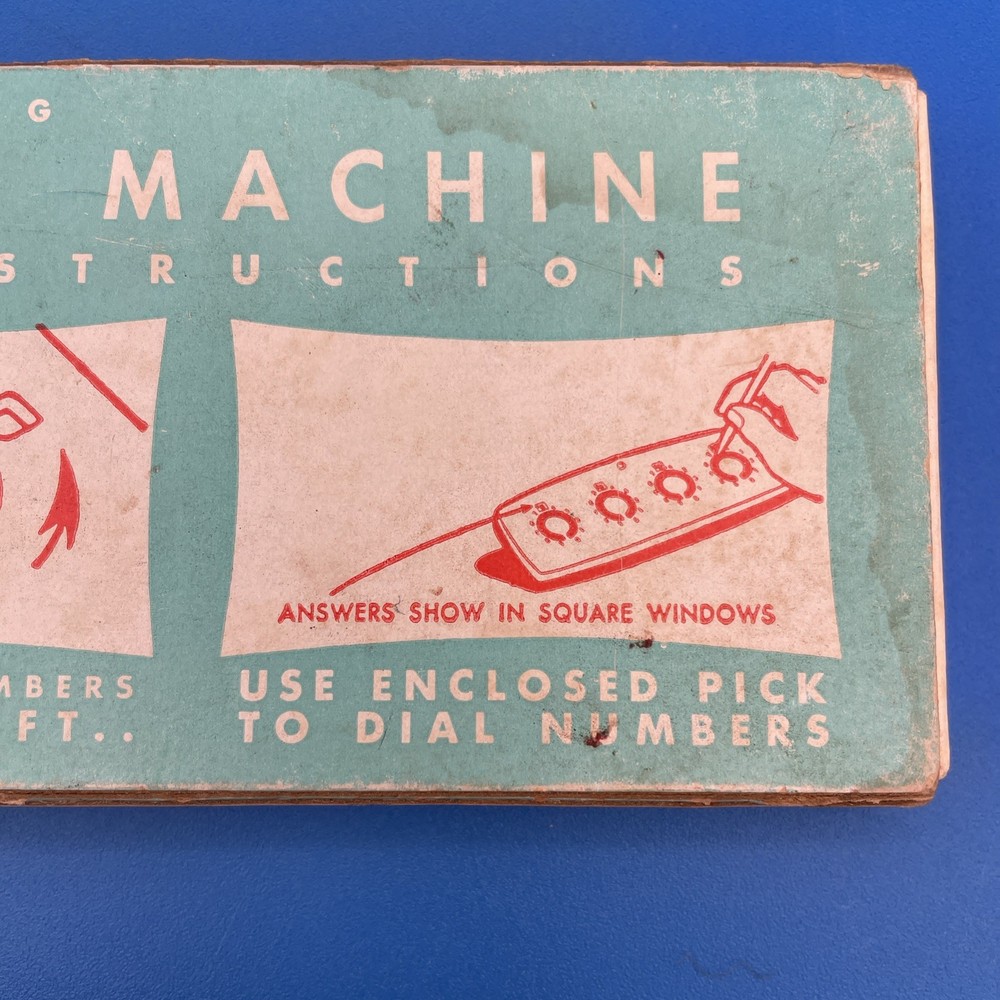 G
MACHINE
STRUCTIONS
ANSWERS SHOW IN SQUARE WINDOWS
MBERS
FT..
USE ENCLOSED PICK
TO DIAL NUMBERS